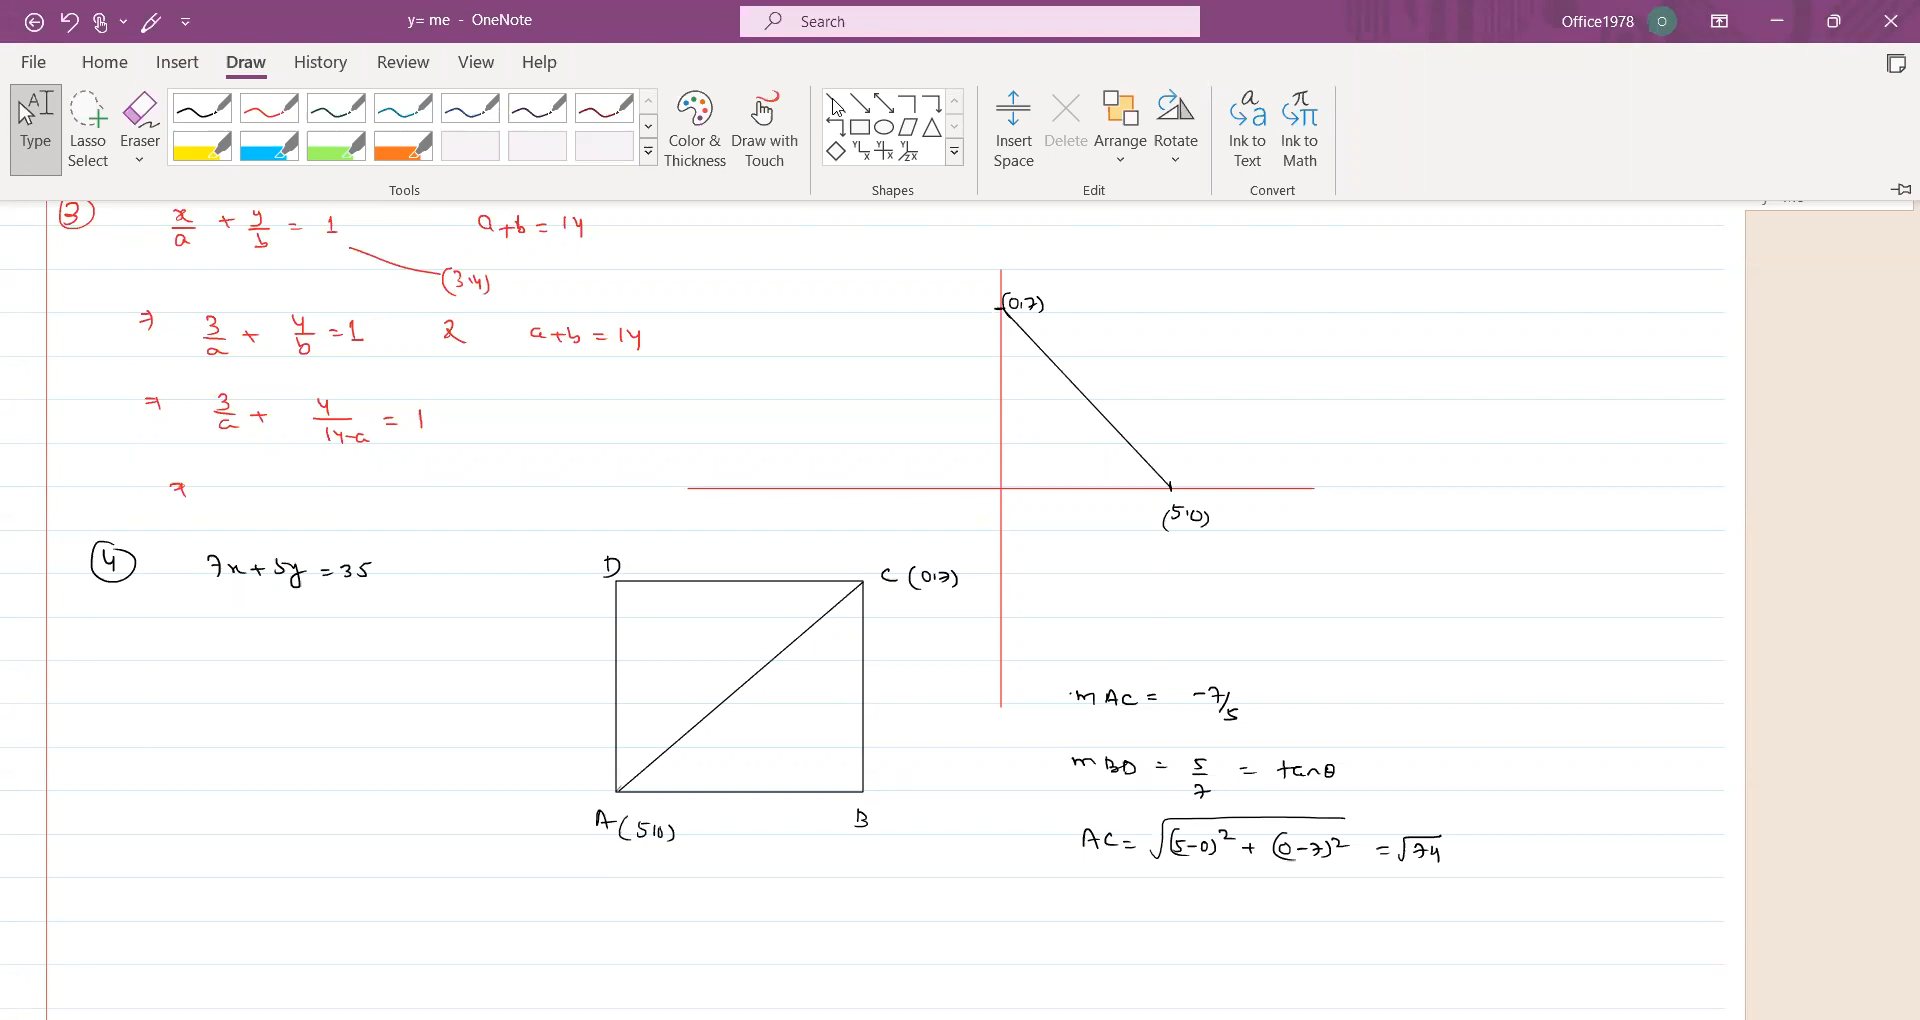 y= me - OneNote
Search
Office1978
O
File Home Insert Draw History Review View Help
Type
Lasso Select
Eraser
Color & Thickness
Draw with Touch
Insert Space
Delete
Arrange
Rotate
Ink to Text
Ink to Math
Tools
Shapes
Edit
Convert
③ x/a + y/b = 1 a+b = 14
(3,4)
⇒ 3/a + 4/b = 1 & a+b = 14
⇒ 3/a + 4/(14-a) = 1
⇒
(0,7)
(5,0)
④ 7x + 5y = 35
D
C (0,7)
A (5,0)
B
m AC = -7/5
m BD = 5/7 = tanθ
AC = √((5-0)² + (0-7)²) = √74